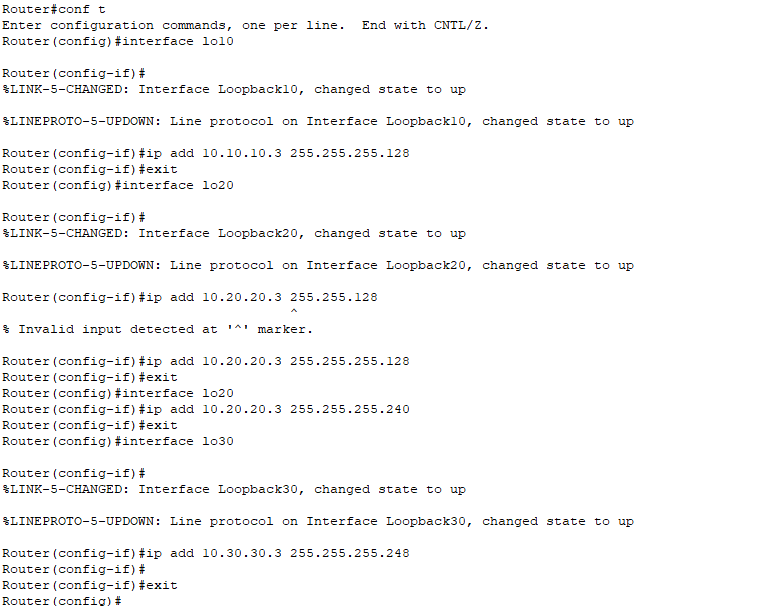 Router#conf t
Enter configuration commands, one per line.  End with CNTL/Z.
Router(config)#interface lo10
Router(config-if)#
%LINK-5-CHANGED: Interface Loopback10, changed state to up
%LINEPROTO-5-UPDOWN: Line protocol on Interface Loopback10, changed state to up
Router(config-if)#ip add 10.10.10.3 255.255.255.128
Router(config-if)#exit
Router(config)#interface lo20
Router(config-if)#
%LINK-5-CHANGED: Interface Loopback20, changed state to up
%LINEPROTO-5-UPDOWN: Line protocol on Interface Loopback20, changed state to up
Router(config-if)#ip add 10.20.20.3 255.255.128
^
% Invalid input detected at '^' marker.
Router(config-if)#ip add 10.20.20.3 255.255.255.128
Router(config-if)#exit
Router(config)#interface lo20
Router(config-if)#ip add 10.20.20.3 255.255.255.240
Router(config-if)#exit
Router(config)#interface lo30
Router(config-if)#
%LINK-5-CHANGED: Interface Loopback30, changed state to up
%LINEPROTO-5-UPDOWN: Line protocol on Interface Loopback30, changed state to up
Router(config-if)#ip add 10.30.30.3 255.255.255.248
Router(config-if)#
Router(config-if)#exit
Router(config)#